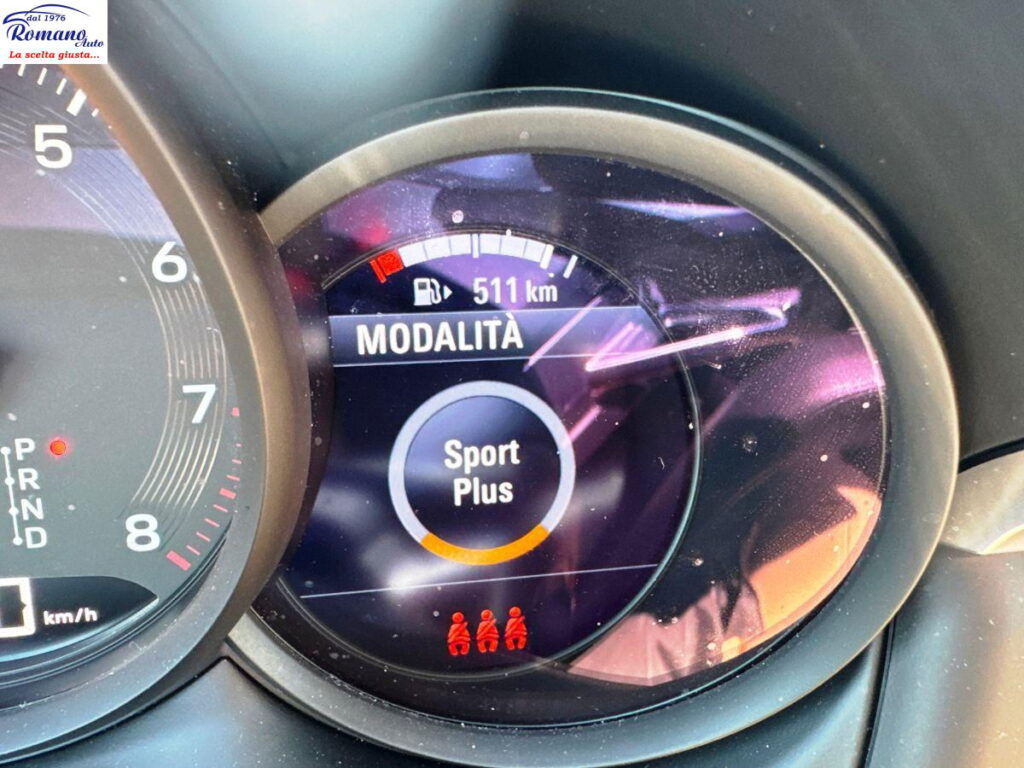 dal 1976
Romano
Auto
La scelta giusta...
5
6
7
8
P
R
N
D
km/h
511 km
MODALITÀ
Sport
Plus